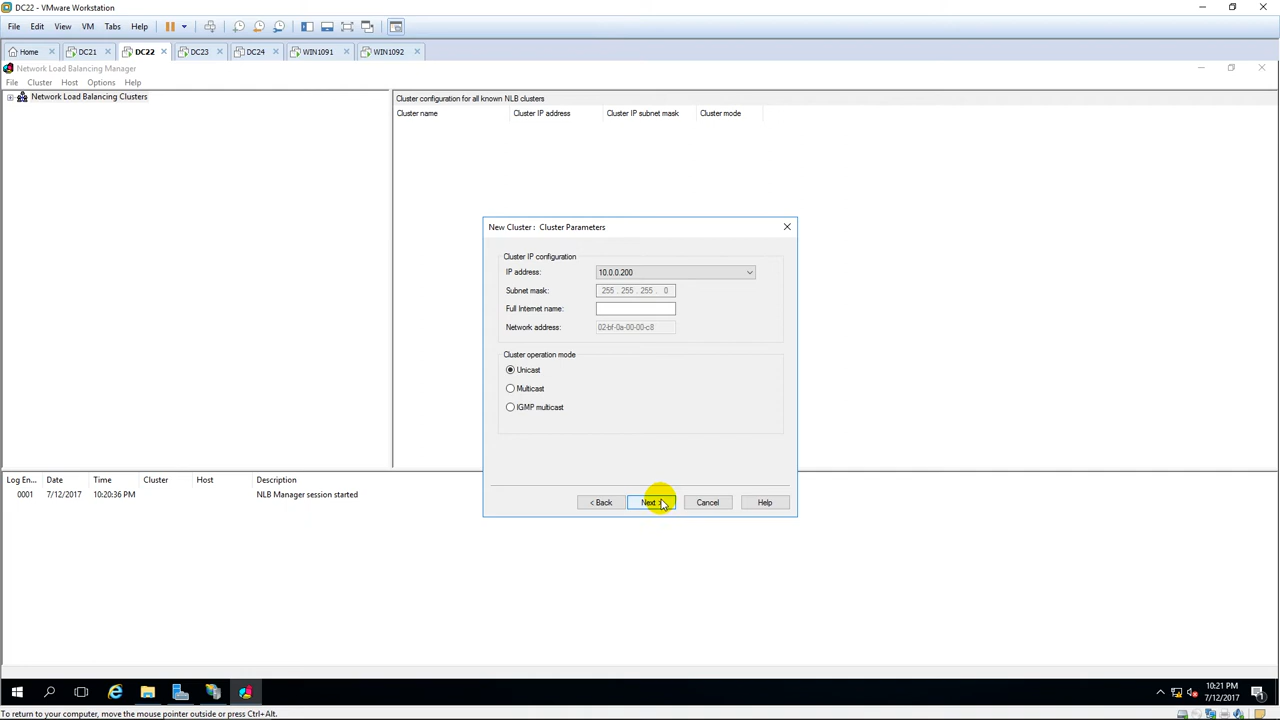 DC22 - VMware Workstation
File Edit View VM Tabs Help
Home DC21 DC22 DC23 DC24 WIN1091 WIN1092
Network Load Balancing Manager
File Cluster Host Options Help
Network Load Balancing Clusters
Cluster configuration for all known NLB clusters
Cluster name Cluster IP address Cluster IP subnet mask Cluster mode
New Cluster : Cluster Parameters
Cluster IP configuration
IP address: 10.0.0.200
Subnet mask: 255 . 255 . 255 . 0
Full Internet name:
Network address: 02-bf-0a-00-00-c8
Cluster operation mode
Unicast
Multicast
IGMP multicast
< Back Next > Cancel Help
Log En... Date Time Cluster Host Description
0001 7/12/2017 10:20:36 PM NLB Manager session started
10:21 PM
7/12/2017
To return to your computer, move the mouse pointer outside or press Ctrl+Alt.